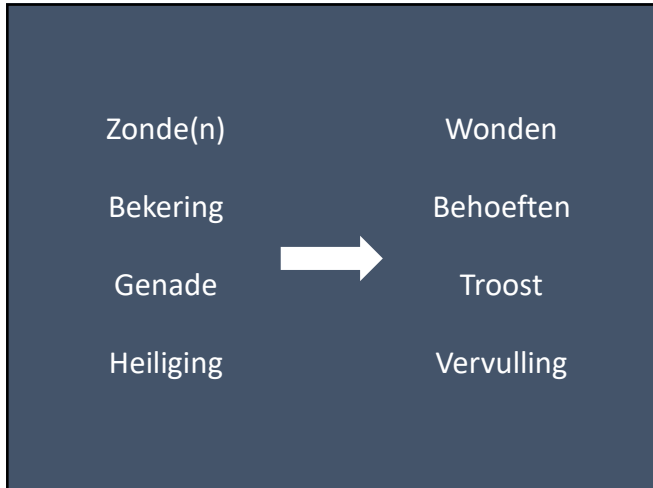 Zonde(n)
Bekering
Genade
Heiliging
Wonden
Behoeften
Troost
Vervulling